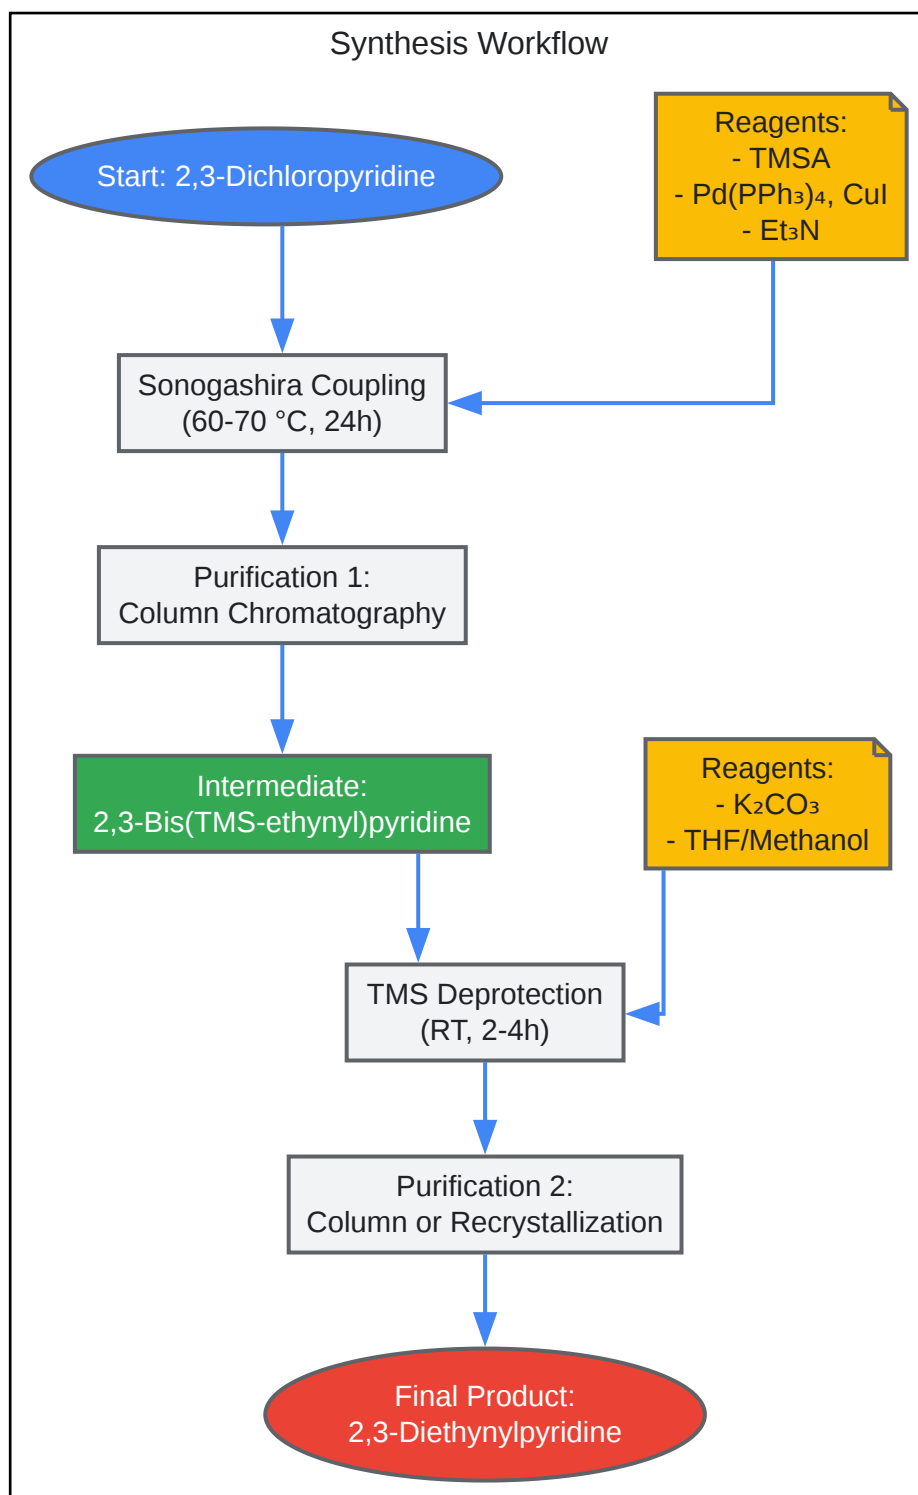 Synthesis Workflow
Start: 2,3-Dichloropyridine
Reagents:
- TMSA
- Pd(PPh₃)₄, CuI
- Et₃N
Sonogashira Coupling
(60-70 °C, 24h)
Purification 1:
Column Chromatography
Intermediate:
2,3-Bis(TMS-ethynyl)pyridine
Reagents:
- K₂CO₃
- THF/Methanol
TMS Deprotection
(RT, 2-4h)
Purification 2:
Column or Recrystallization
Final Product:
2,3-Diethynylpyridine